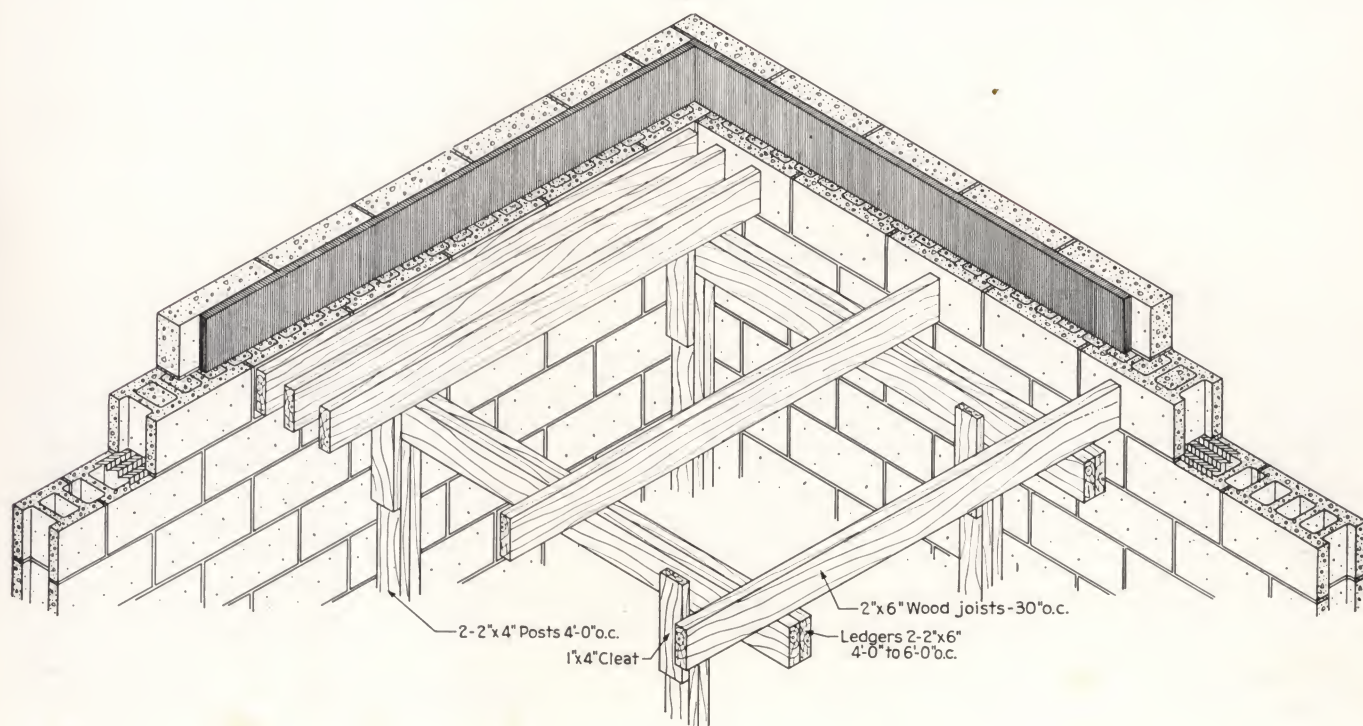 2"x6" Wood joists-30"o.c.
2-2"x4" Posts 4'-0"o.c.
Ledgers 2-2"x6"
4'-0" to 6'-0"o.c.
1"x4" Cleat